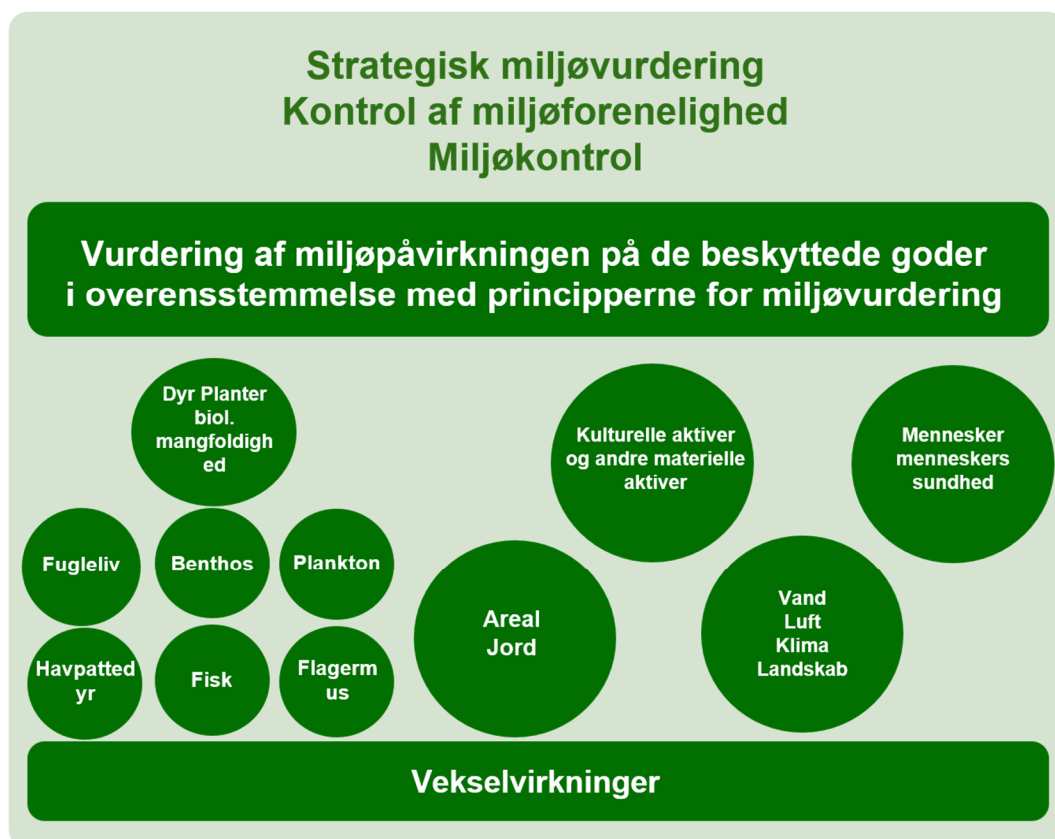 Strategisk miljøvurdering
Kontrol af miljøforenelighed
Miljøkontrol
Vurdering af miljøpåvirkningen på de beskyttede goder
i overensstemmelse med principperne for miljøvurdering
Dyr Planter
biol.
mangfoldigh
ed
Kulturelle aktiver
og andre materielle
aktiver
Mennesker
menneskers
sundhed
Fugleliv
Benthos
Plankton
Areal
Jord
Vand
Luft
Klima
Landskab
Havpatted
yr
Fisk
Flagerm
us
Vekselvirkninger